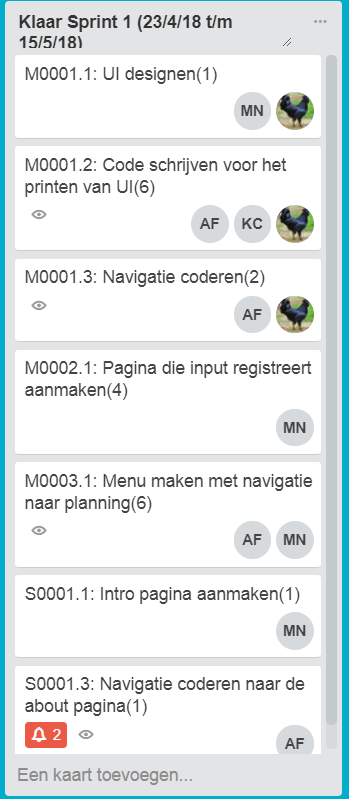 Klaar Sprint 1 (23/4/18 t/m
15/5/18)
M0001.1: UI designen(1)
MN
M0001.2: Code schrijven voor het
printen van UI(6)
AF KC
M0001.3: Navigatie coderen(2)
AF
M0002.1: Pagina die input registreert
aanmaken(4)
MN
M0003.1: Menu maken met navigatie
naar planning(6)
AF MN
S0001.1: Intro pagina aanmaken(1)
MN
S0001.3: Navigatie coderen naar de
about pagina(1)
2
AF
Een kaart toevoegen...